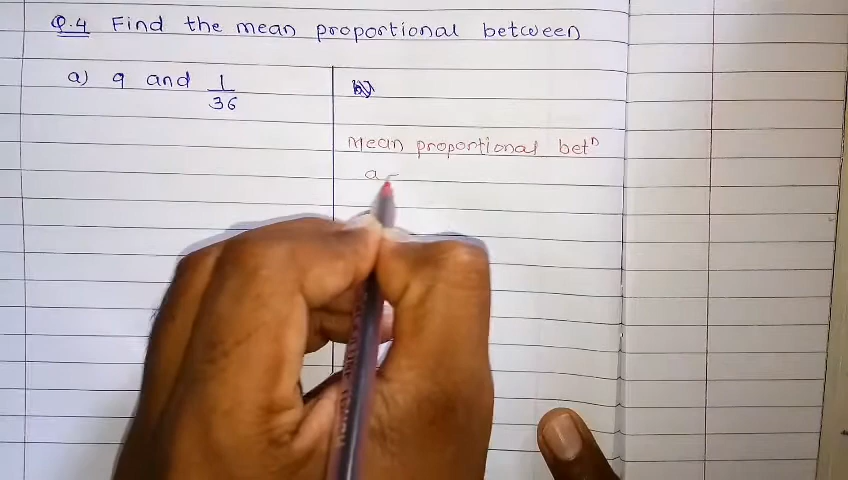 Q.4 Find the mean proportional between
a) 9 and 1/36
Mean proportional betⁿ
a